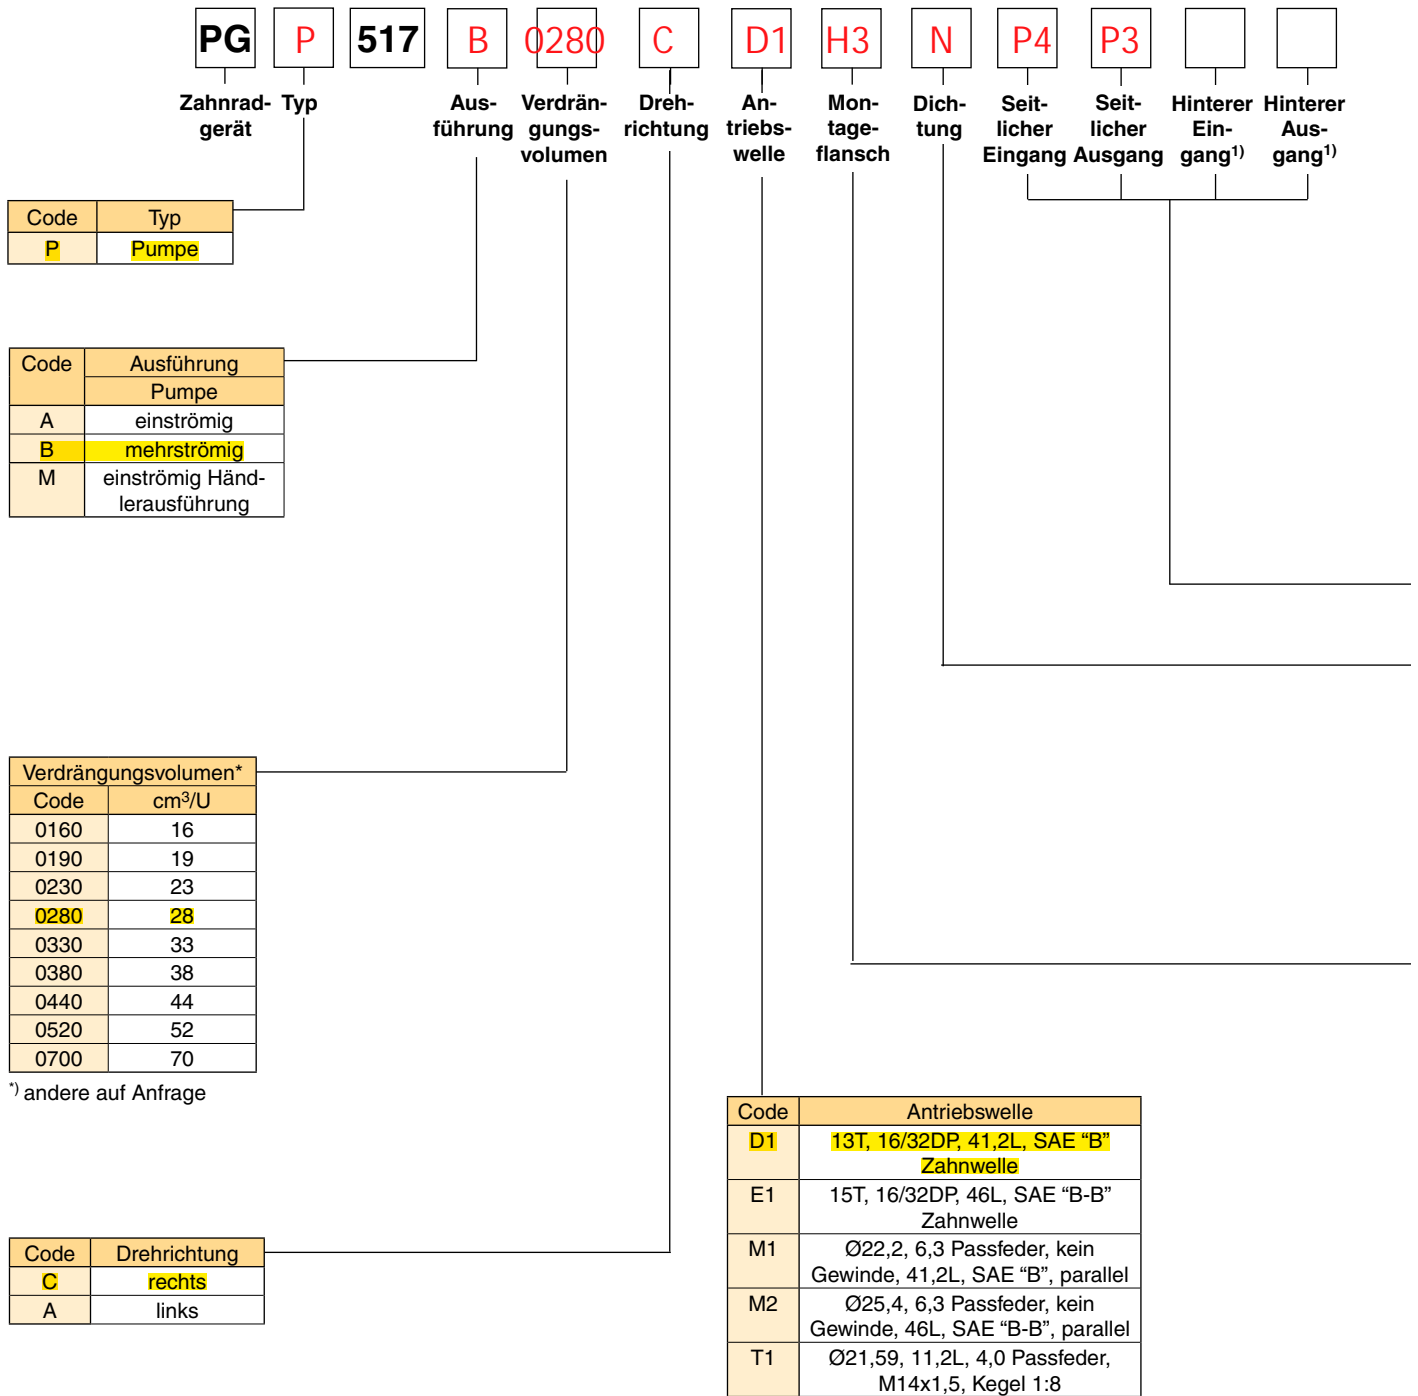 PG P 517 B 0280 C D1 H3 N P4 P3
Zahnrad-
gerät
Typ
Aus-
führung
Verdrän-
gungs-
volumen
Dreh-
richtung
An-
triebs-
welle
Mon-
tage-
flansch
Dich-
tung
Seit-
licher
Eingang
Seit-
licher
Ausgang
Hinterer
Ein-
gang1)
Hinterer
Aus-
gang1)
Code Typ
P Pumpe
Code Ausführung
Pumpe
A einströmig
B mehrströmig
M einströmig Händ-
lerausführung
Verdrängungsvolumen*
Code cm³/U
0160 16
0190 19
0230 23
0280 28
0330 33
0380 38
0440 44
0520 52
0700 70
*) andere auf Anfrage
Code Drehrichtung
C rechts
A links
Code Antriebswelle
D1 13T, 16/32DP, 41,2L, SAE “B”
Zahnwelle
E1 15T, 16/32DP, 46L, SAE “B-B”
Zahnwelle
M1 Ø22,2, 6,3 Passfeder, kein
Gewinde, 41,2L, SAE “B”, parallel
M2 Ø25,4, 6,3 Passfeder, kein
Gewinde, 46L, SAE “B-B”, parallel
T1 Ø21,59, 11,2L, 4,0 Passfeder,
M14x1,5, Kegel 1:8